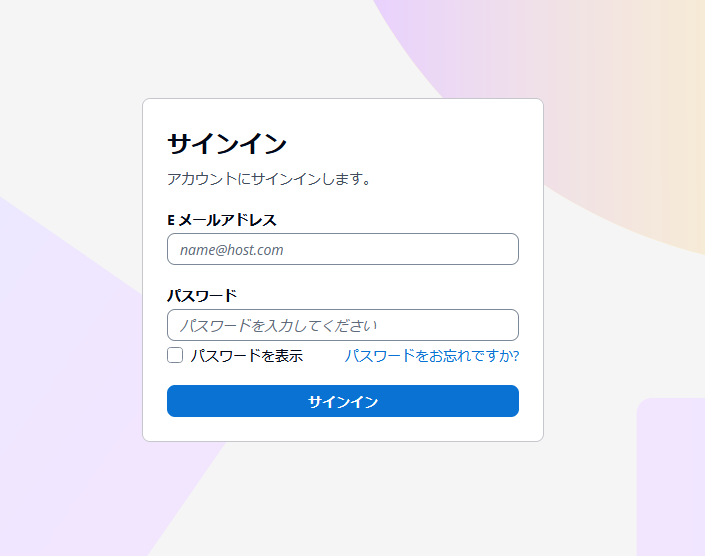 サインイン
アカウントにサインインします。
E メールアドレス
name@host.com
パスワード
パスワードを入力してください
パスワードを表示 パスワードをお忘れですか?
サインイン